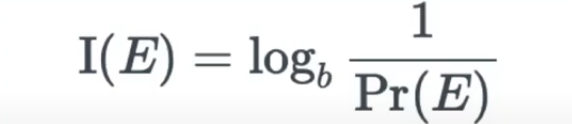 I(E) = log_b 1/Pr(E)